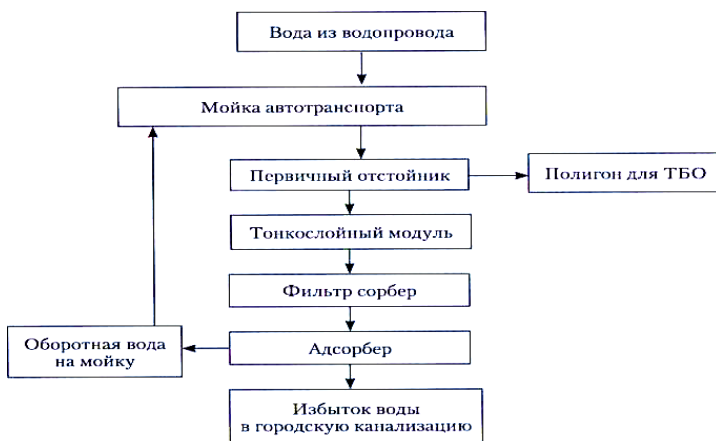 Вода из водопровода
Мойка автотранспорта
Первичный отстойник
Полигон для ТБО
Тонкослойный модуль
Фильтр сорбер
Оборотная вода
на мойку
Адсорбер
Избыток воды
в городскую канализацию